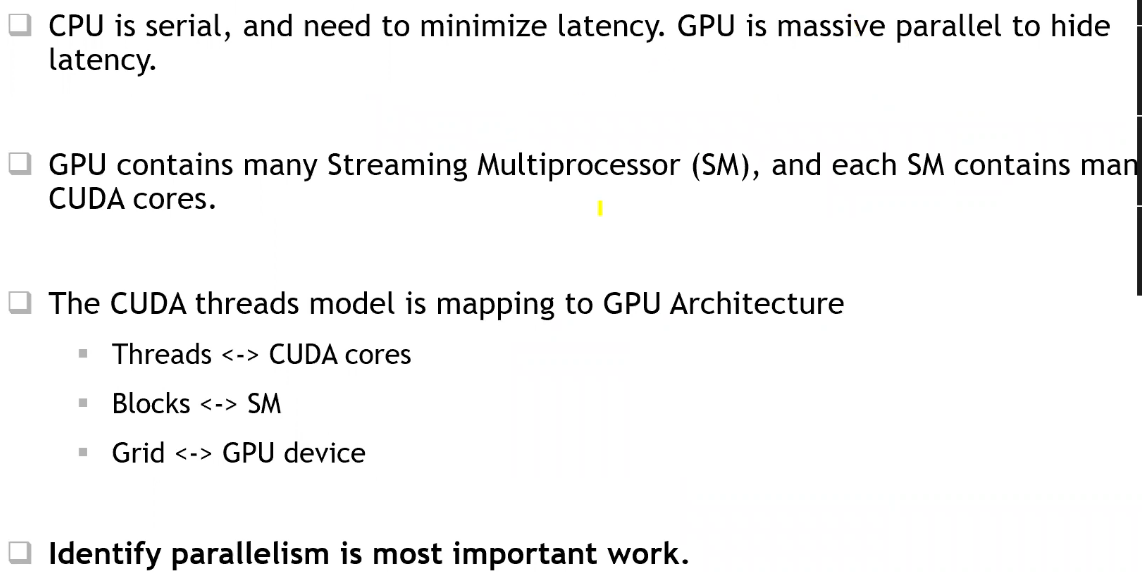 CPU is serial, and need to minimize latency. GPU is massive parallel to hide
latency.
GPU contains many Streaming Multiprocessor (SM), and each SM contains man
CUDA cores.
The CUDA threads model is mapping to GPU Architecture
Threads <-> CUDA cores
Blocks <-> SM
Grid <-> GPU device
Identify parallelism is most important work.